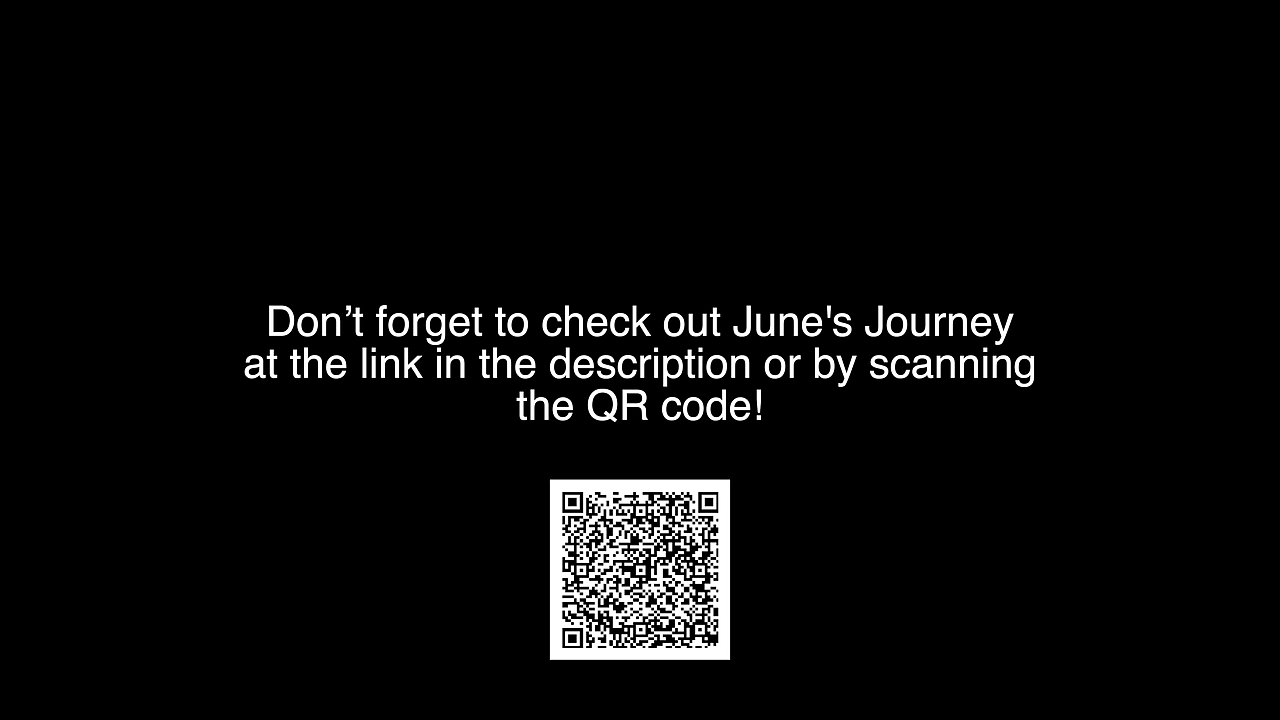 Don’t forget to check out June's Journey
at the link in the description or by scanning
the QR code!